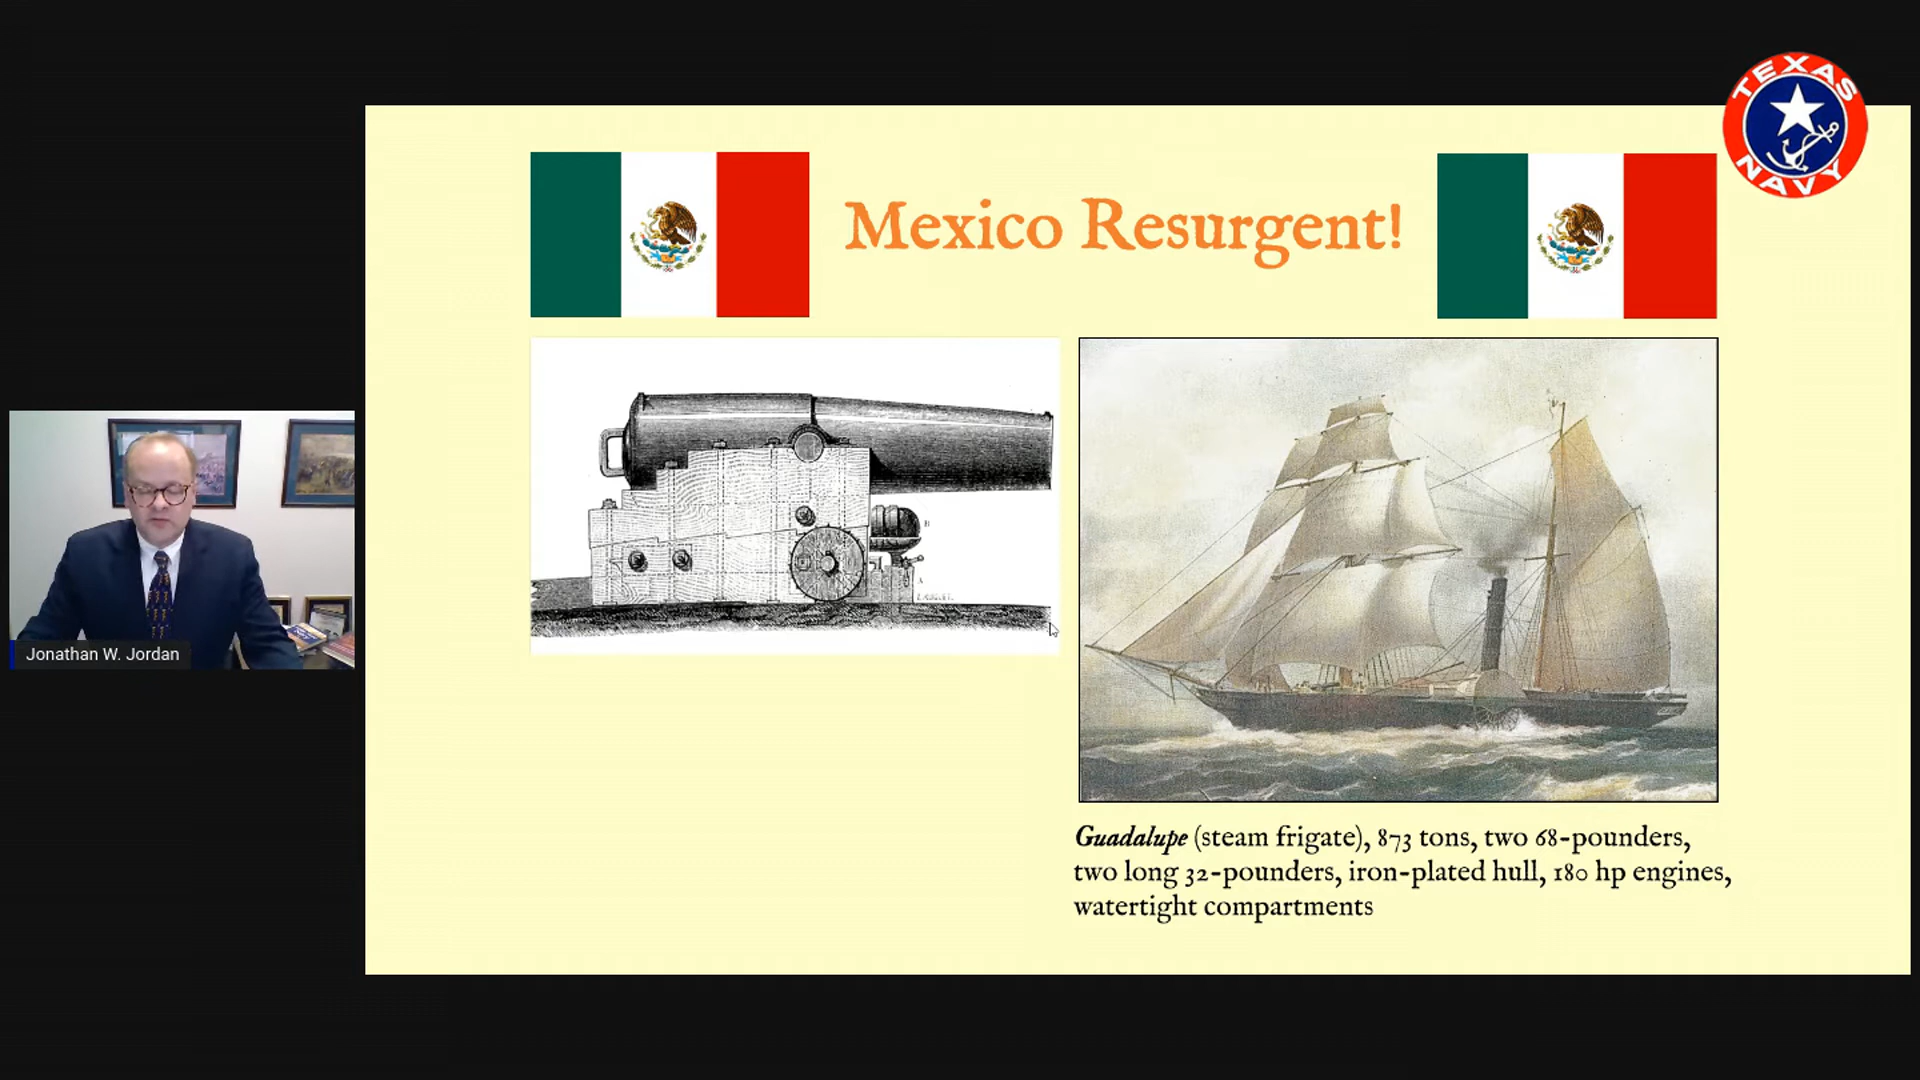 TEXAS
NAVY
Mexico Resurgent!
B
A
Jonathan W. Jordan
Guadalupe (steam frigate), 873 tons, two 68-pounders,
two long 32-pounders, iron-plated hull, 180 hp engines,
watertight compartments